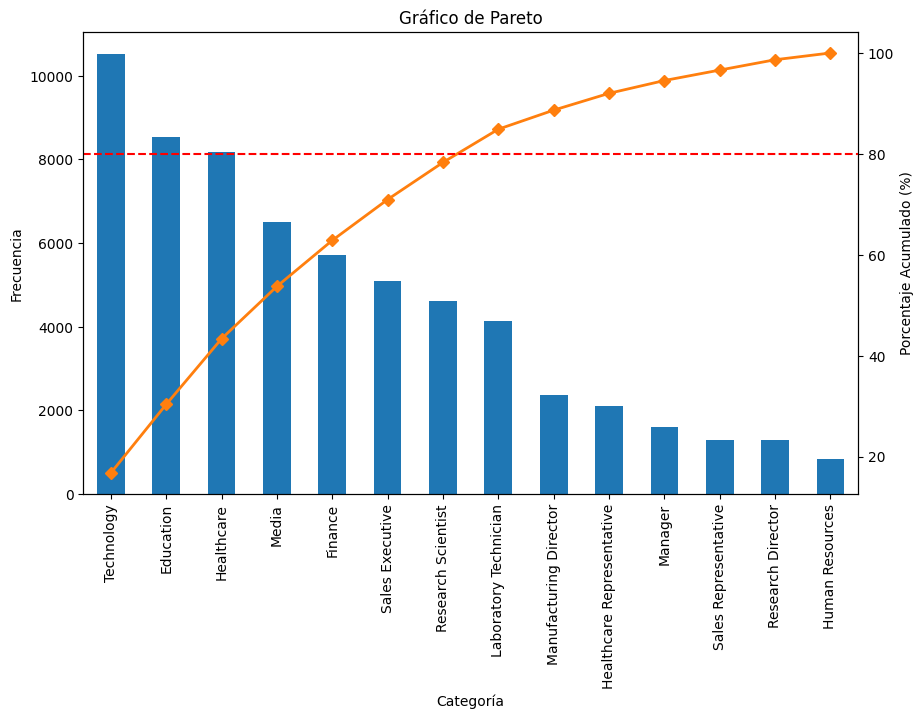 Gráfico de Pareto
Frecuencia
10000
8000
6000
4000
2000
0
Porcentaje Acumulado (%)
100
80
60
40
20
Technology
Education
Healthcare
Media
Finance
Sales Executive
Research Scientist
Laboratory Technician
Manufacturing Director
Healthcare Representative
Manager
Sales Representative
Research Director
Human Resources
Categoría